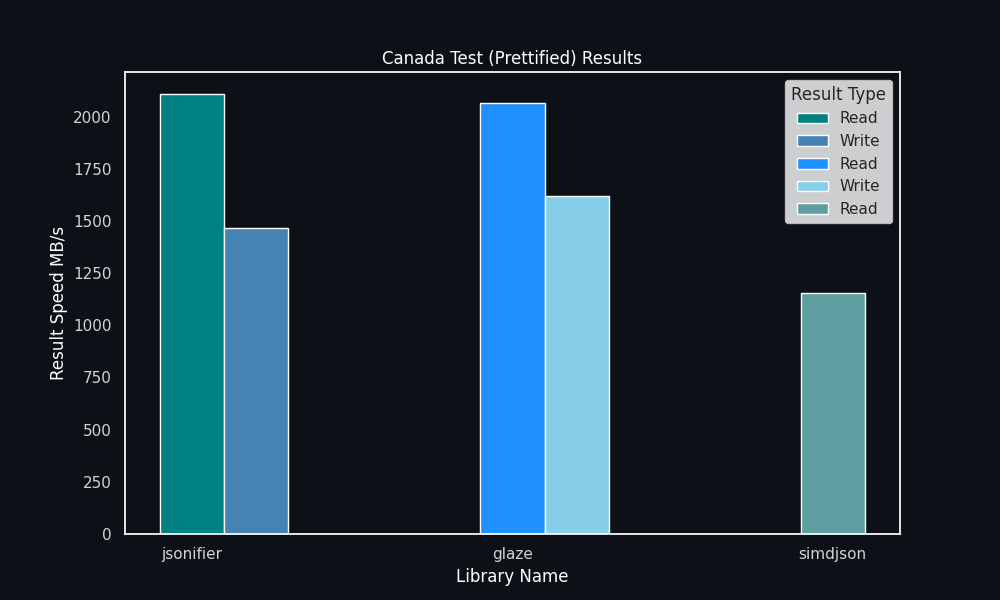 Canada Test (Prettified) Results
Result Type
Read
Write
Read
Write
Read
Result Speed MB/s
2000
1750
1500
1250
1000
750
500
250
0
jsonifier
glaze
simdjson
Library Name